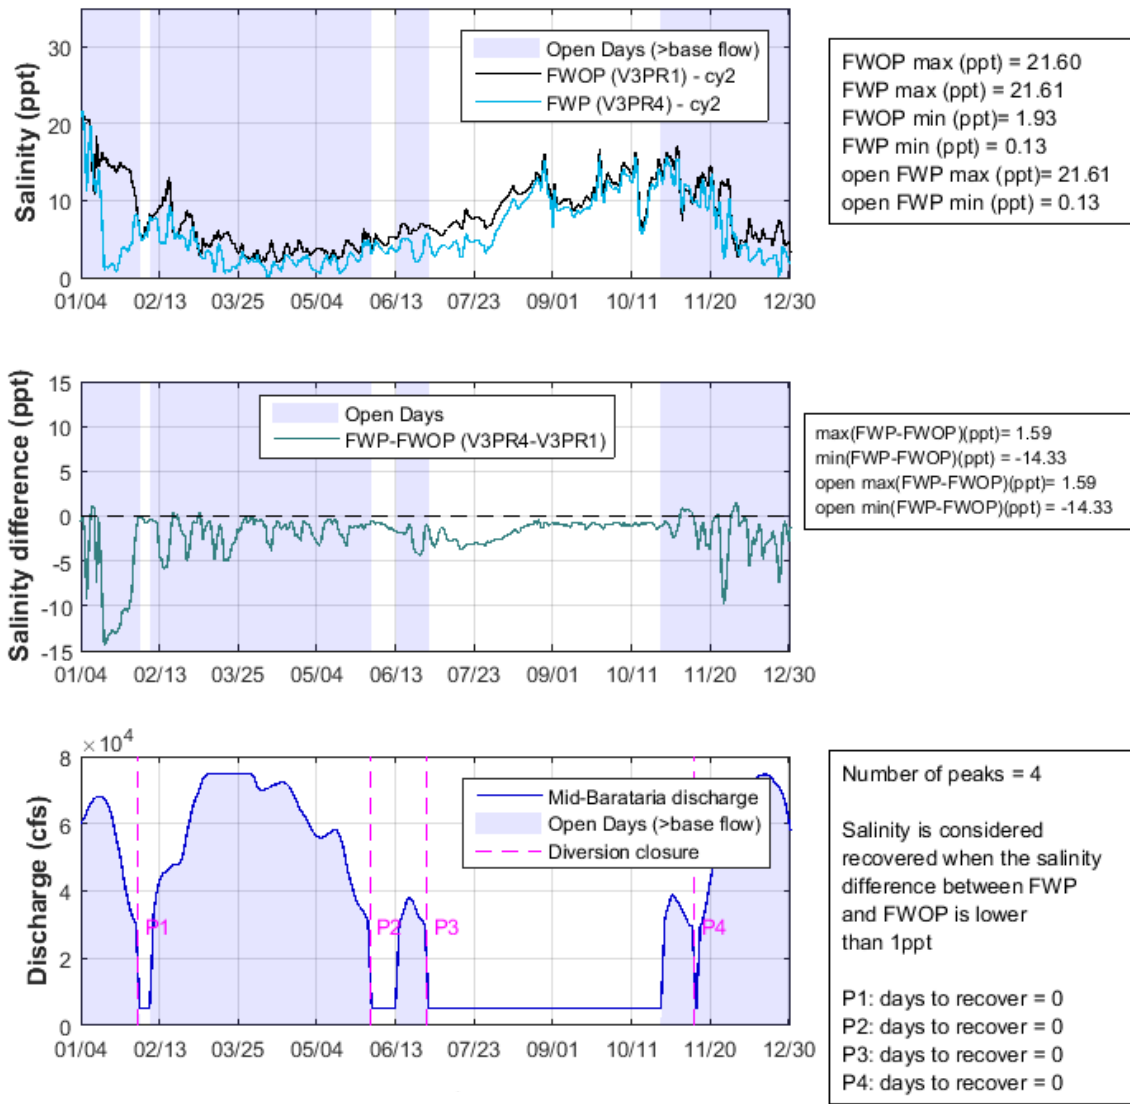 35
30
20
10
0
Salinity (ppt)
01/04 02/13 03/25 05/04 06/13 07/23 09/01 10/11 11/20 12/30
Open Days (>base flow)
FWOP (V3PR1) - cy2
FWP (V3PR4) - cy2
FWOP max (ppt) = 21.60
FWP max (ppt) = 21.61
FWOP min (ppt)= 1.93
FWP min (ppt) = 0.13
open FWP max (ppt)= 21.61
open FWP min (ppt) = 0.13
15
10
5
0
-5
-10
-15
Salinity difference (ppt)
01/04 02/13 03/25 05/04 06/13 07/23 09/01 10/11 11/20 12/30
Open Days
FWP-FWOP (V3PR4-V3PR1)
max(FWP-FWOP)(ppt)= 1.59
min(FWP-FWOP)(ppt) = -14.33
open max(FWP-FWOP)(ppt)= 1.59
open min(FWP-FWOP)(ppt) = -14.33
×10⁴
8
6
4
2
0
Discharge (cfs)
01/04 02/13 03/25 05/04 06/13 07/23 09/01 10/11 11/20 12/30
Mid-Barataria discharge
Open Days (>base flow)
Diversion closure
P1 P2 P3 P4
Number of peaks = 4
Salinity is considered
recovered when the salinity
difference between FWP
and FWOP is lower
than 1ppt
P1: days to recover = 0
P2: days to recover = 0
P3: days to recover = 0
P4: days to recover = 0